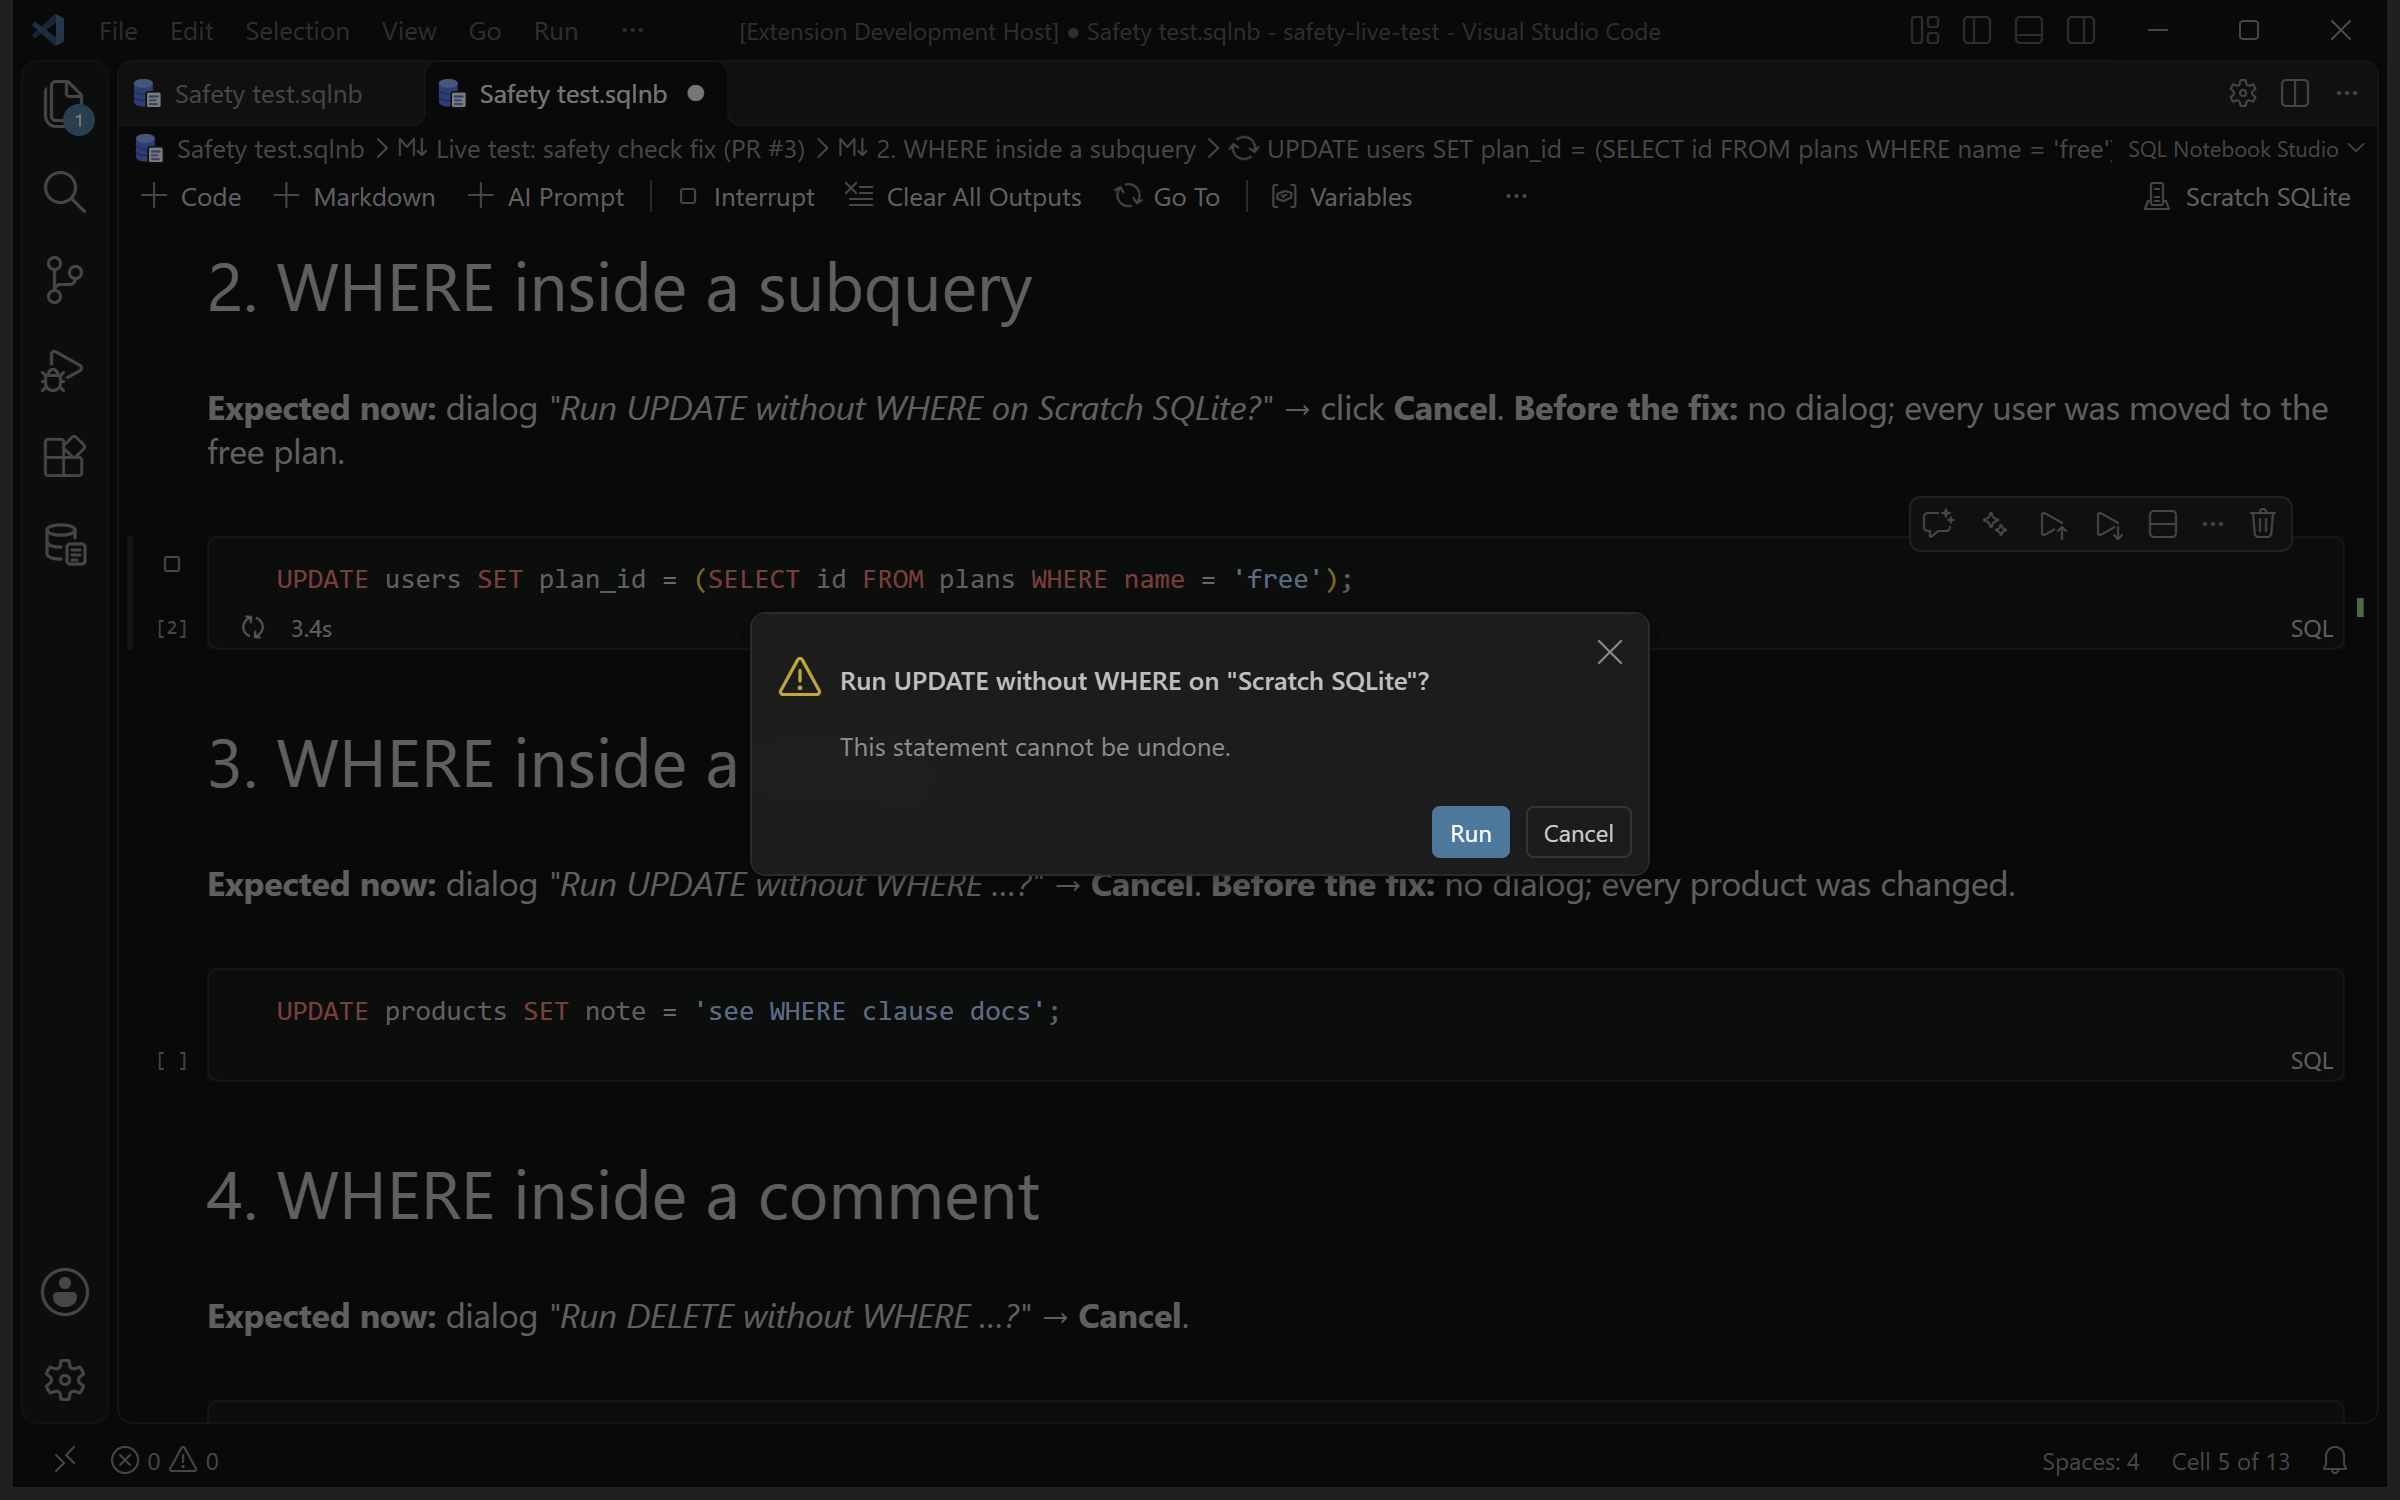 File Edit Selection View Go Run ··· [Extension Development Host] ● Safety test.sqlnb - safety-live-test - Visual Studio Code
Safety test.sqlnb
Safety test.sqlnb ●
1
Safety test.sqlnb > M↓ Live test: safety check fix (PR #3) > M↓ 2. WHERE inside a subquery > UPDATE users SET plan_id = (SELECT id FROM plans WHERE name = 'free') SQL Notebook Studio
+ Code + Markdown + AI Prompt Interrupt Clear All Outputs Go To Variables ··· Scratch SQLite
2. WHERE inside a subquery
Expected now: dialog "Run UPDATE without WHERE on Scratch SQLite?" → click Cancel. Before the fix: no dialog; every user was moved to the
free plan.
UPDATE users SET plan_id = (SELECT id FROM plans WHERE name = 'free');
[2] 3.4s SQL
Run UPDATE without WHERE on "Scratch SQLite"?
This statement cannot be undone.
Run Cancel
3. WHERE inside a
Expected now: dialog "Run UPDATE without WHERE ...?" → Cancel. Before the fix: no dialog; every product was changed.
UPDATE products SET note = 'see WHERE clause docs';
[ ] SQL
4. WHERE inside a comment
Expected now: dialog "Run DELETE without WHERE ...?" → Cancel.
0 0 Spaces: 4 Cell 5 of 13